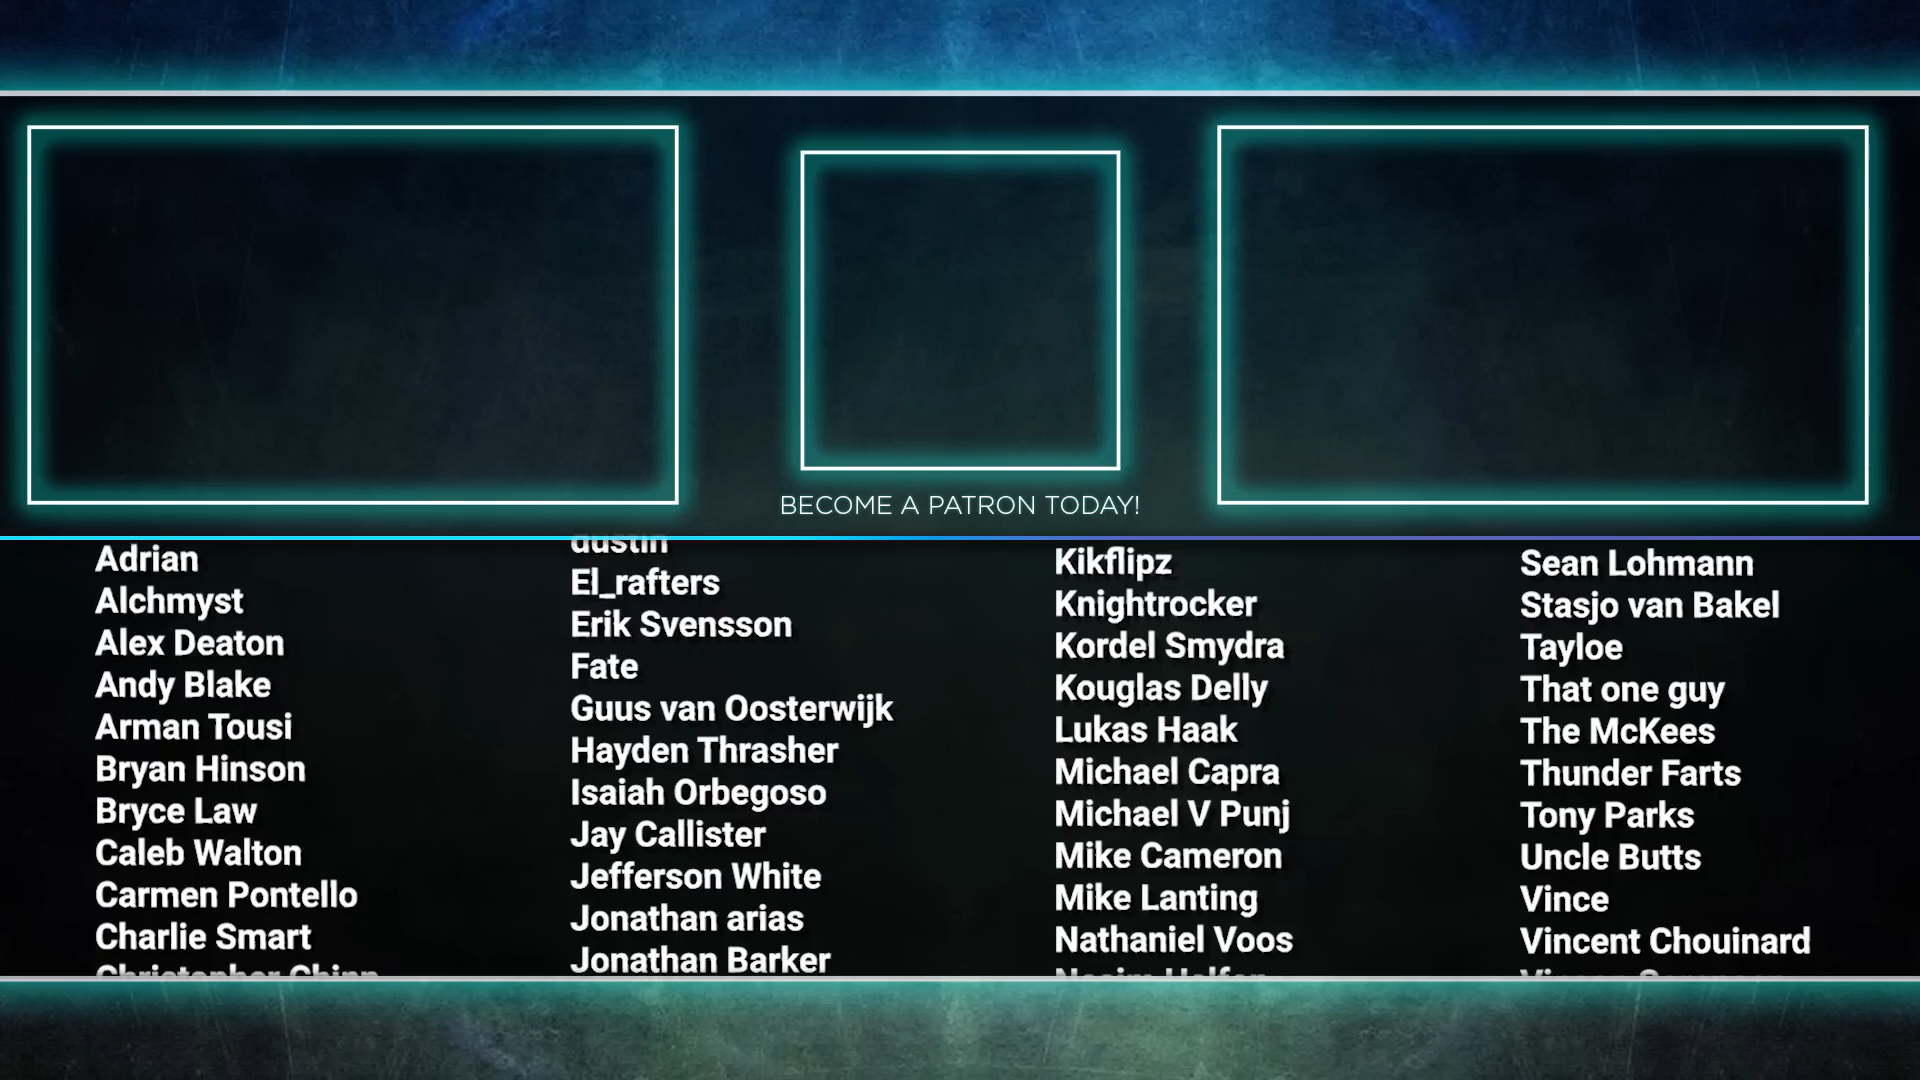 BECOME A PATRON TODAY!
Adrian
Alchmyst
Alex Deaton
Andy Blake
Arman Tousi
Bryan Hinson
Bryce Law
Caleb Walton
Carmen Pontello
Charlie Smart
dustin
El_rafters
Erik Svensson
Fate
Guus van Oosterwijk
Hayden Thrasher
Isaiah Orbegoso
Jay Callister
Jefferson White
Jonathan arias
Jonathan Barker
Kikflipz
Knightrocker
Kordel Smydra
Kouglas Delly
Lukas Haak
Michael Capra
Michael V Punj
Mike Cameron
Mike Lanting
Nathaniel Voos
Sean Lohmann
Stasjo van Bakel
Tayloe
That one guy
The McKees
Thunder Farts
Tony Parks
Uncle Butts
Vince
Vincent Chouinard